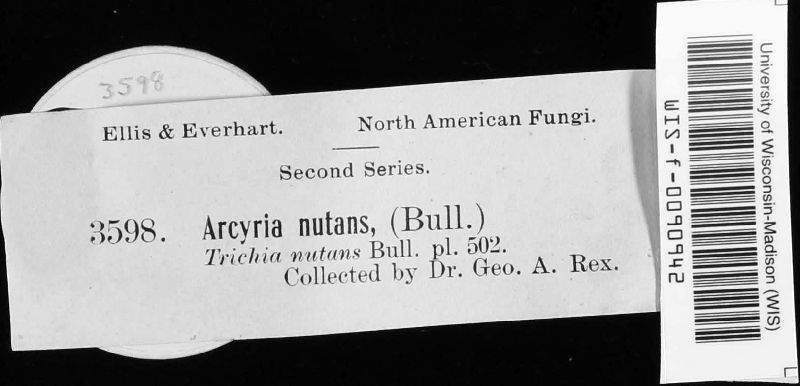 3598
Ellis & Everhart. North American Fungi.
Second Series.
3598. Arcyria nutans, (Bull.)
Trichia nutans Bull. pl. 502.
Collected by Dr. Geo. A. Rex.
University of Wisconsin-Madison (WIS)
WIS-f-0090942